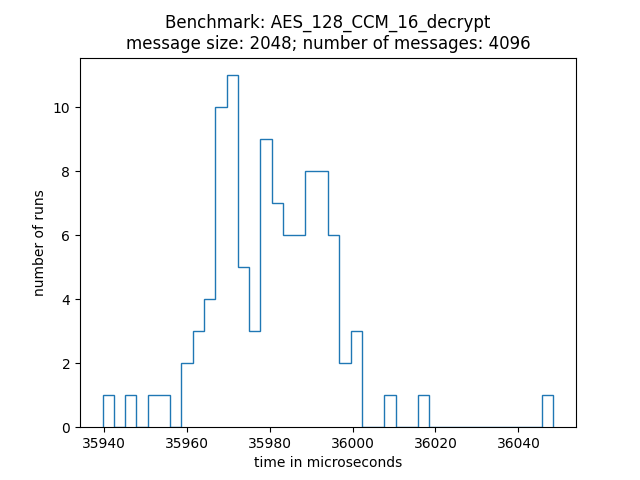 Benchmark: AES_128_CCM_16_decrypt
message size: 2048; number of messages: 4096
number of runs
10
8
6
4
2
0
35940 35960 35980 36000 36020 36040
time in microseconds